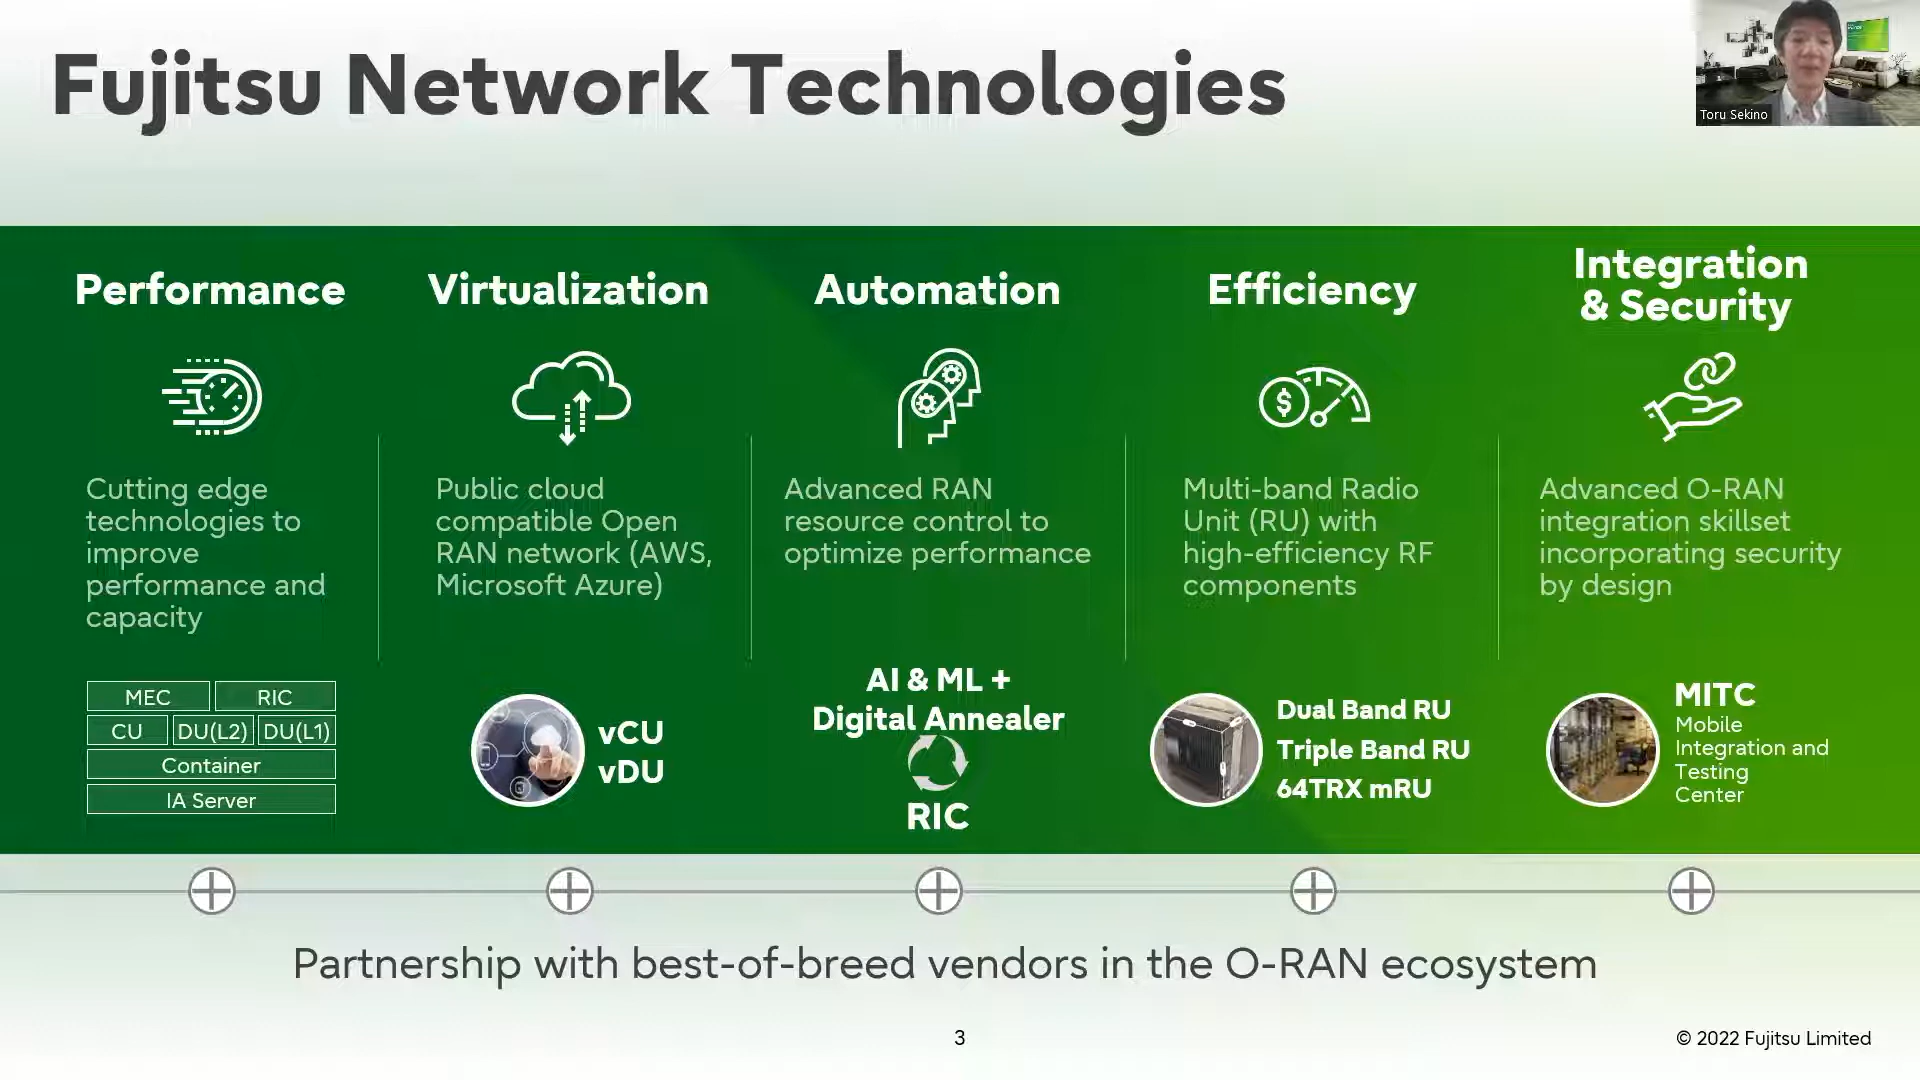 Fujitsu Network Technologies
Toru Sekino
Performance
Cutting edge
technologies to
improve
performance and
capacity
MEC
RIC
CU
DU(L2)
DU(L1)
Container
IA Server
Virtualization
Public cloud
compatible Open
RAN network (AWS,
Microsoft Azure)
vCU
vDU
Automation
Advanced RAN
resource control to
optimize performance
AI & ML +
Digital Annealer
RIC
Efficiency
$
Multi-band Radio
Unit (RU) with
high-efficiency RF
components
Dual Band RU
Triple Band RU
64TRX mRU
Integration
& Security
Advanced O-RAN
integration skillset
incorporating security
by design
MITC
Mobile
Integration and
Testing
Center
Partnership with best-of-breed vendors in the O-RAN ecosystem
3
© 2022 Fujitsu Limited